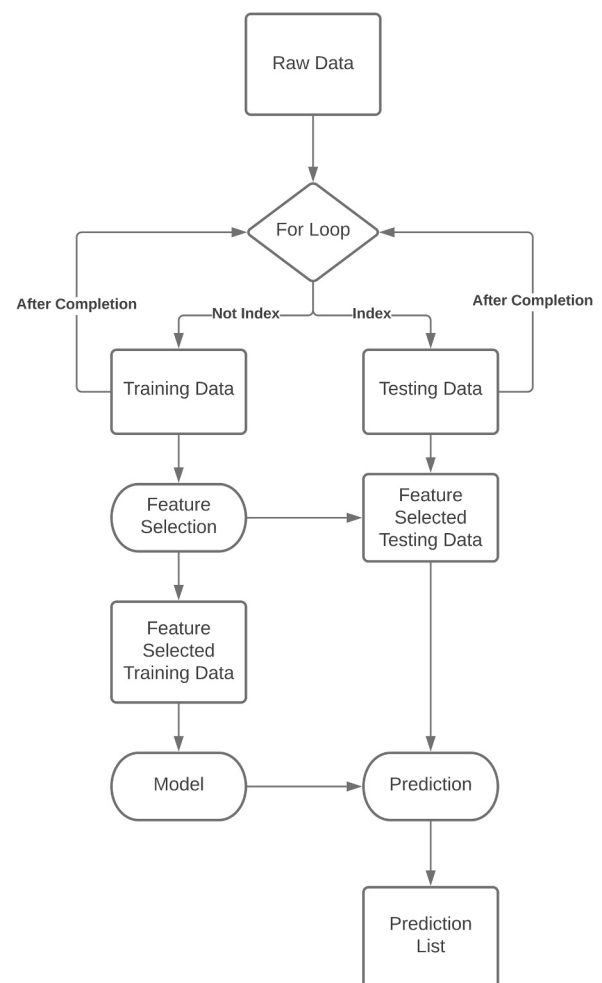 Raw Data
For Loop
After Completion
After Completion
Not Index
Index
Training Data
Testing Data
Feature
Selection
Feature
Selected
Testing Data
Feature
Selected
Training Data
Model
Prediction
Prediction
List